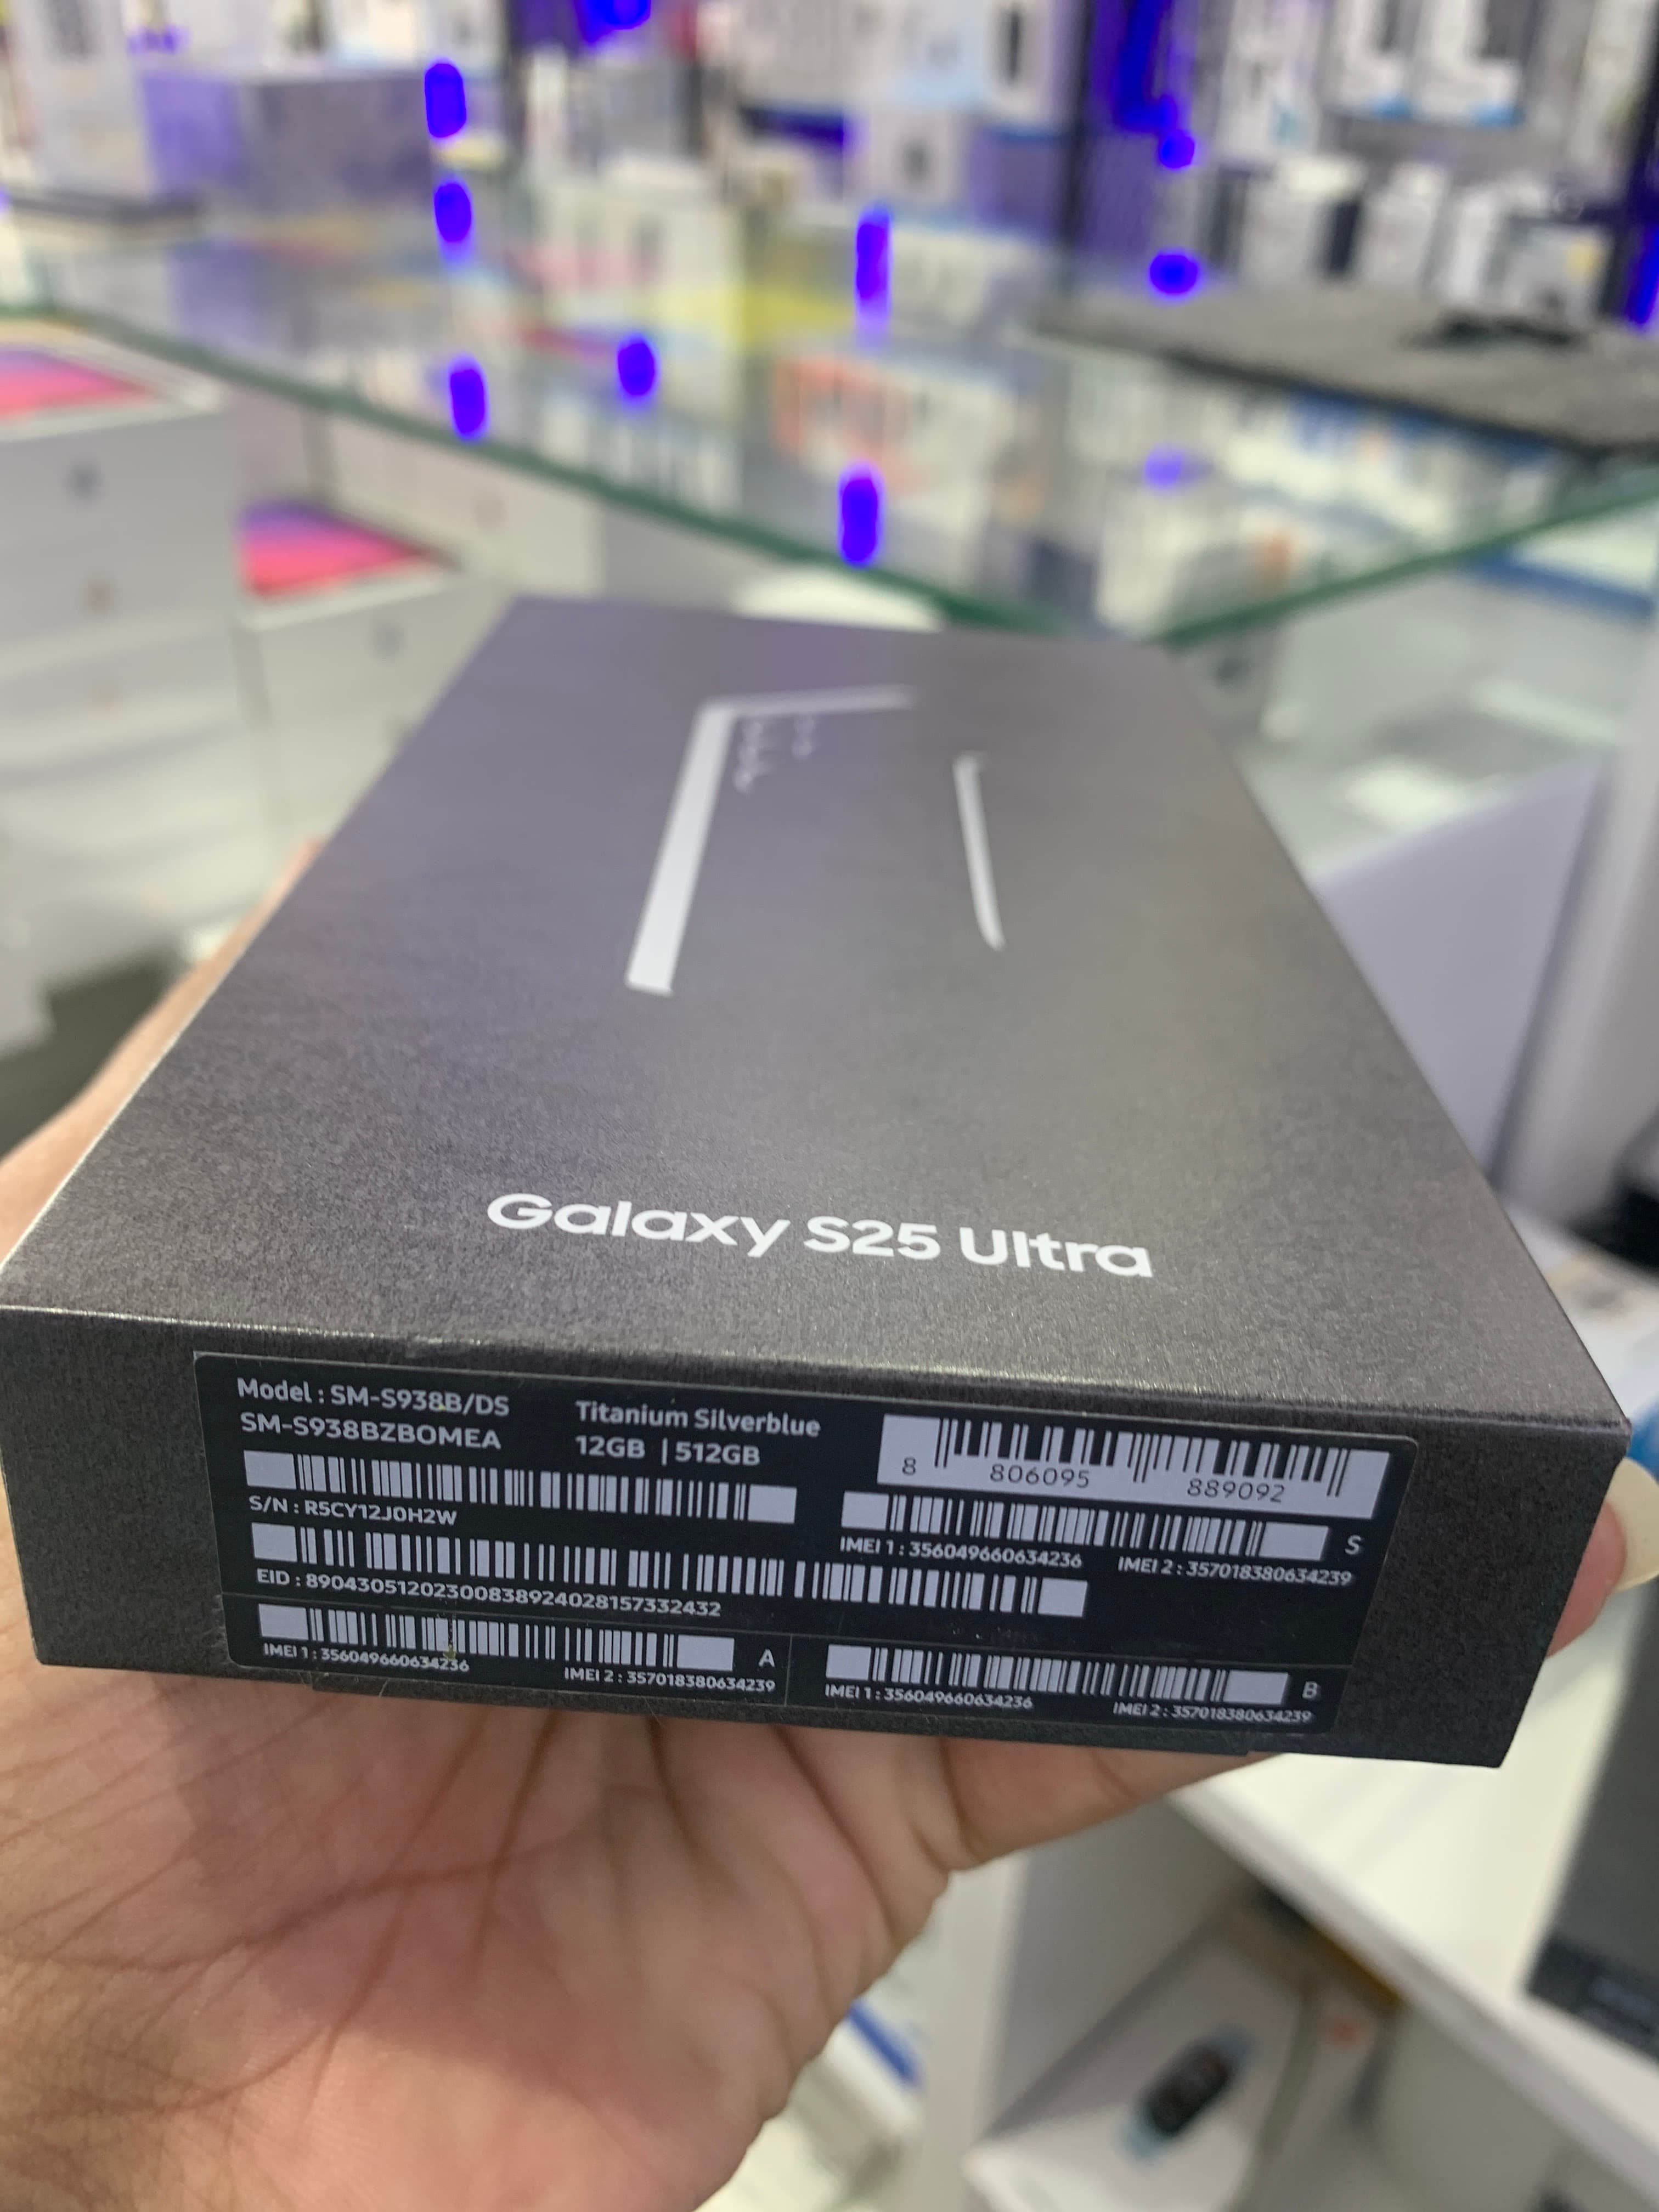 Galaxy S25 Ultra
Model : SM-S938B/DS
SM-S938BZBOMEA
Titanium Silverblue
12GB | 512GB
8 806095 889092
S/N : R5CY12J0H2W
S
IMEI 1 : 356049660634236 IMEI 2 : 357018380634239
EID : 89043051202300838924028157332432
A
IMEI 1 : 356049660634236 IMEI 2 : 357018380634239
B
IMEI 1 : 356049660634236 IMEI 2 : 357018380634239